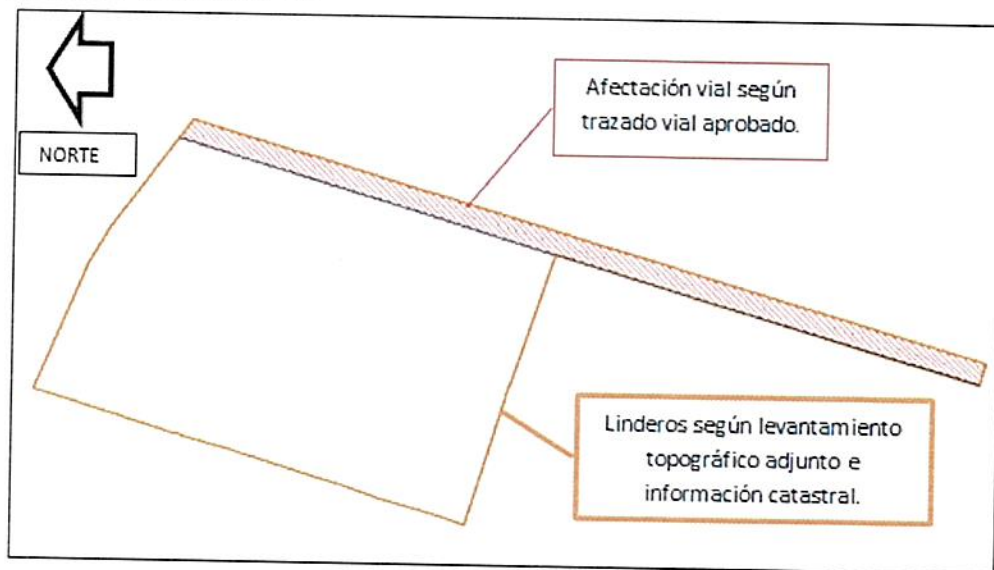 NORTE
Afectación vial según
trazado vial aprobado.
Linderos según levantamiento
topográfico adjunto e
información catastral.